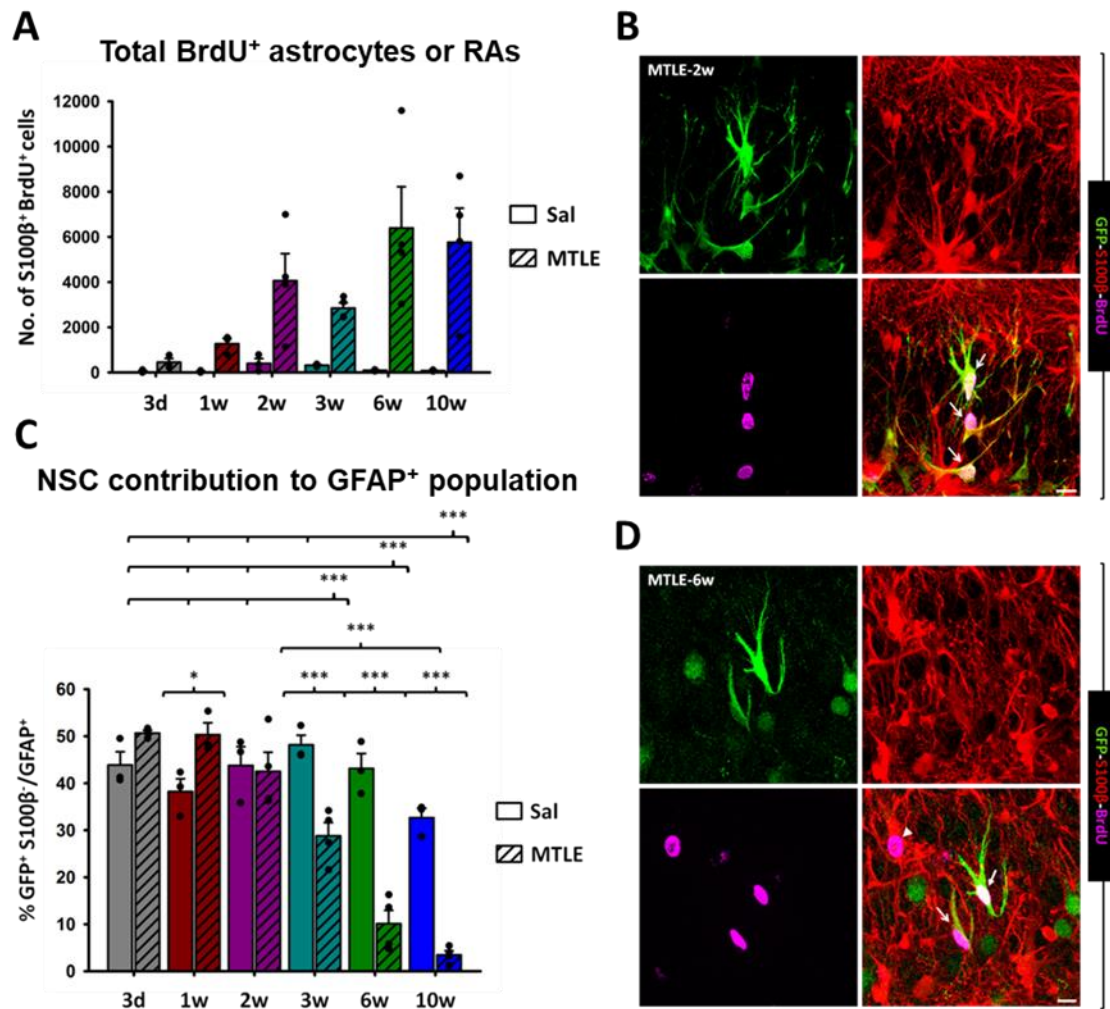 A
Total BrdU⁺ astrocytes or RAs
No. of S100β⁺ BrdU⁺ cells
12000
10000
8000
6000
4000
2000
0
3d 1w 2w 3w 6w 10w
Sal
MTLE
B
MTLE-2w
GFP-S100β-BrdU
C
NSC contribution to GFAP⁺ population
***
***
***
***
* *** *** ***
% GFP⁺ S100β⁻/GFAP⁺
60
50
40
30
20
10
0
3d 1w 2w 3w 6w 10w
Sal
MTLE
D
MTLE-6w
GFP-S100β-BrdU